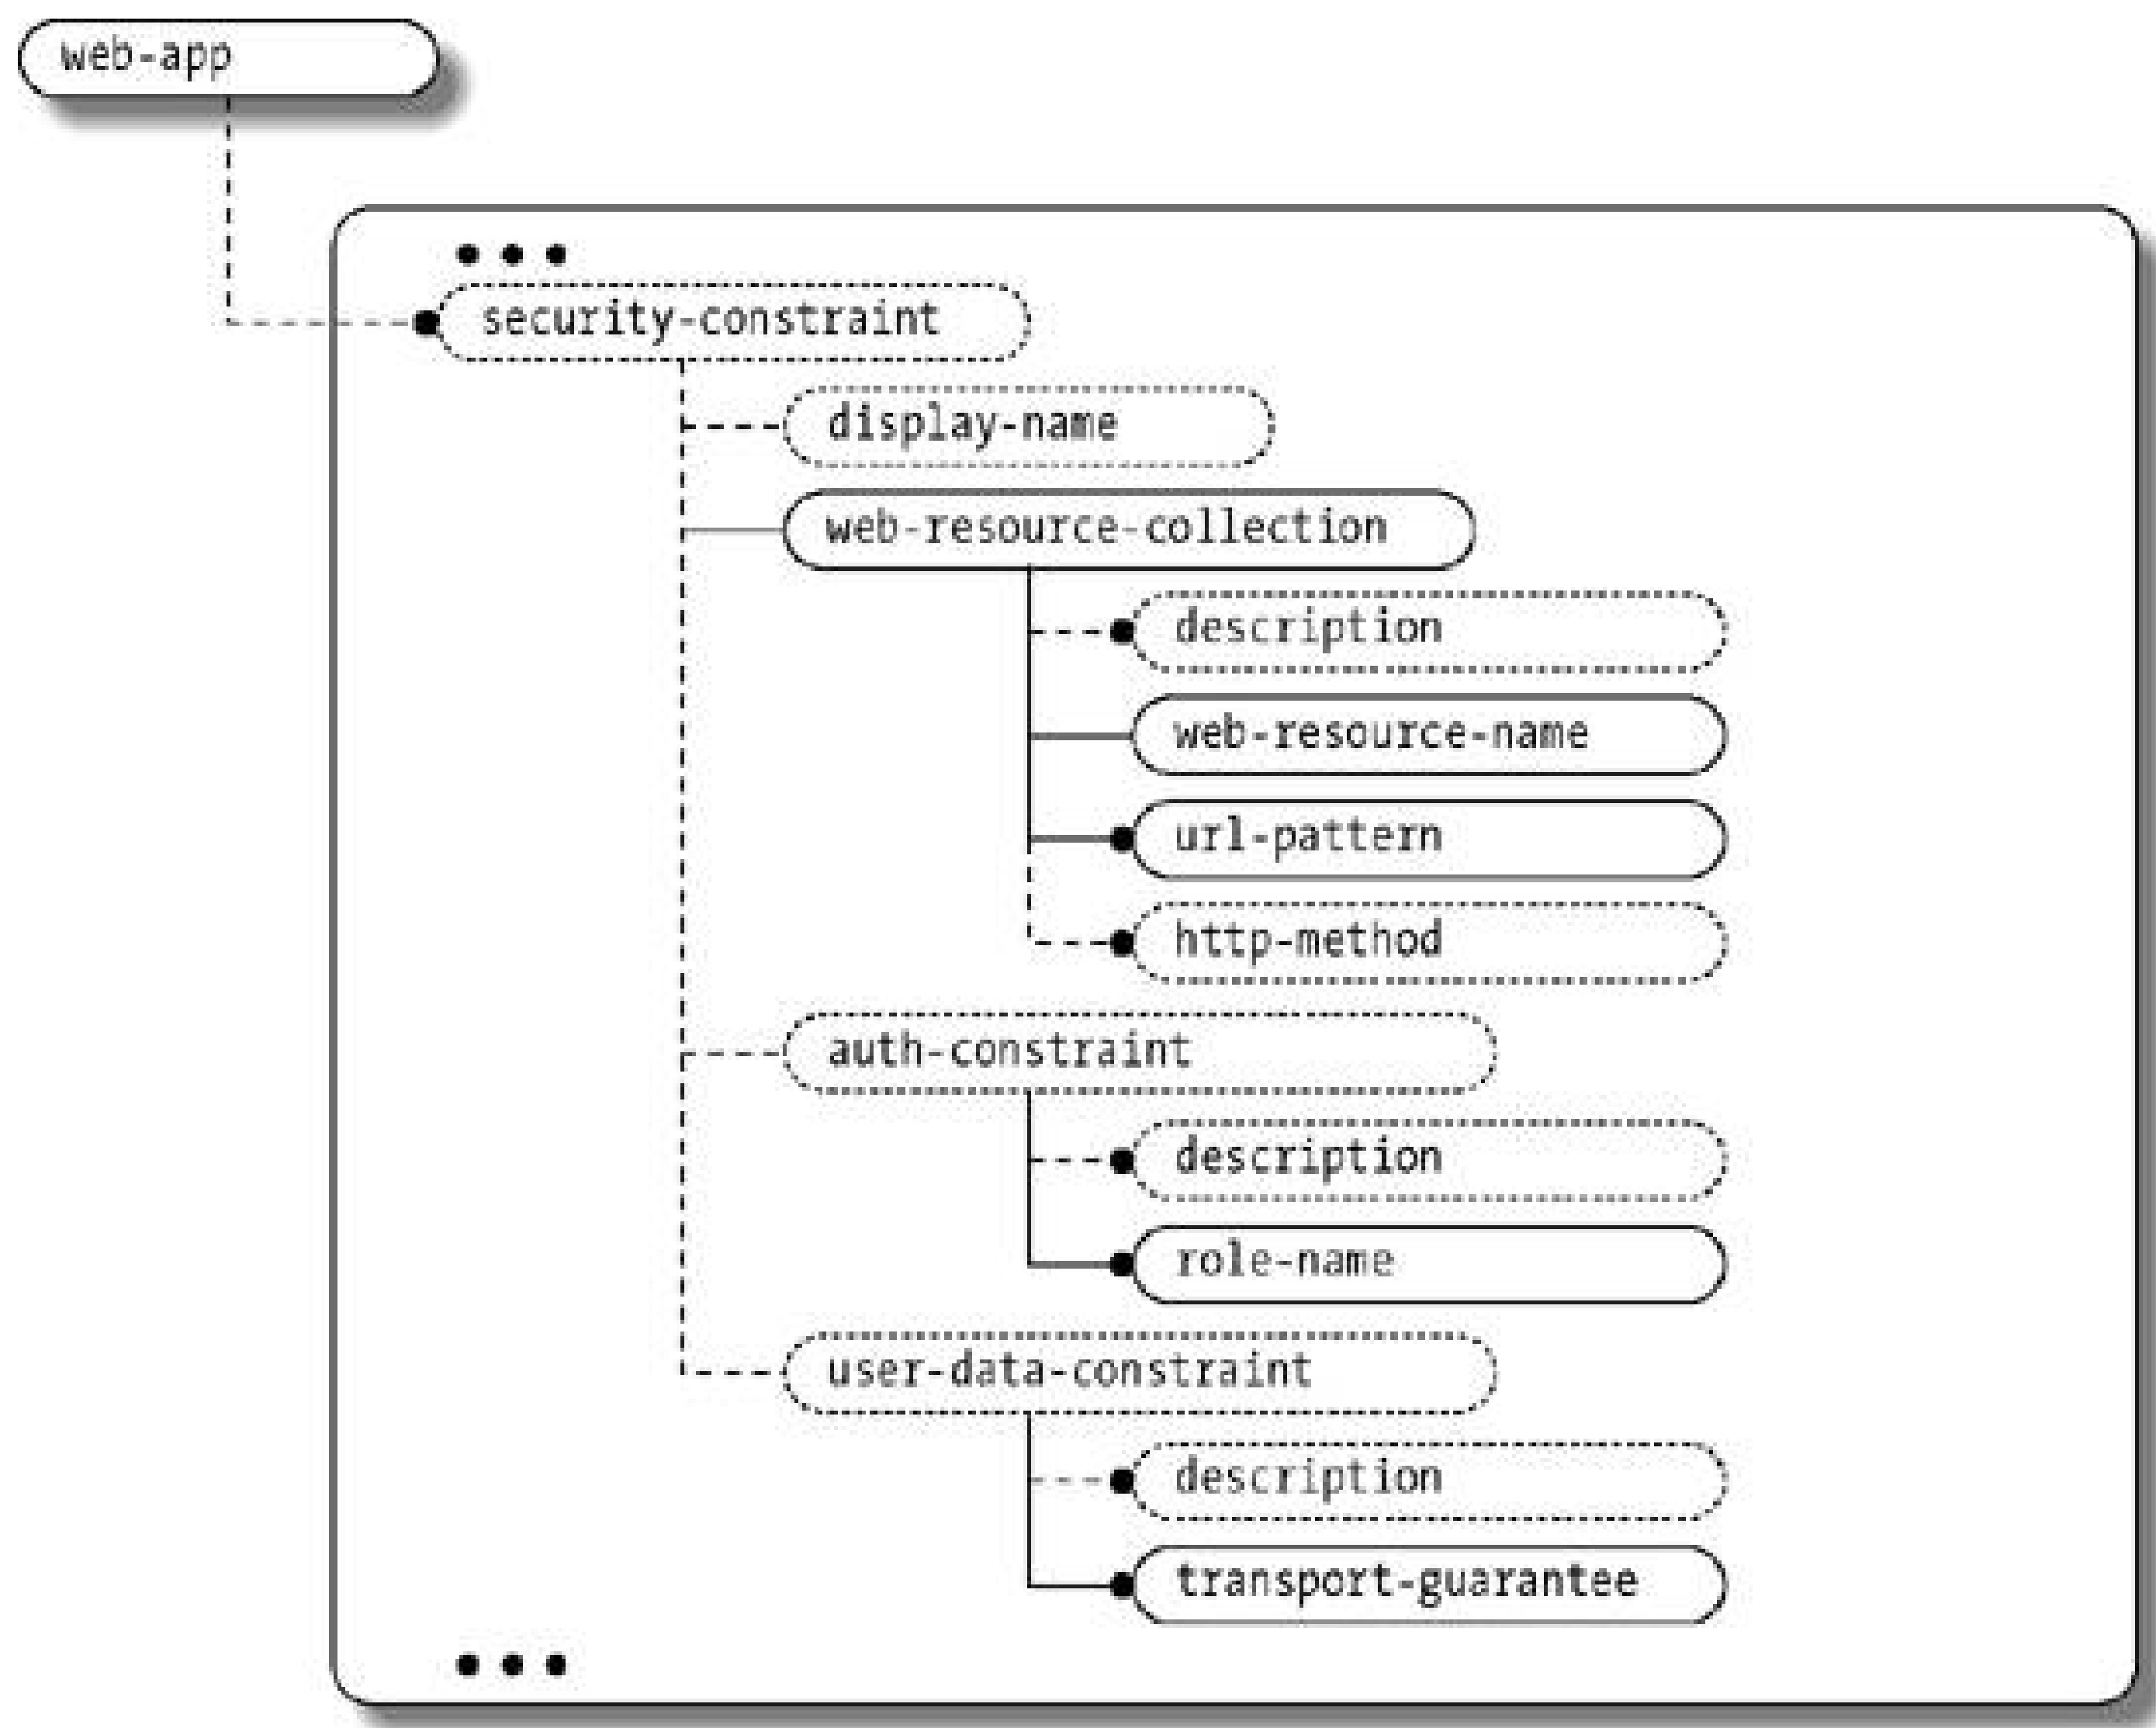 web-app
security-constraint
display-name
web-resource-collection
description
web-resource-name
url-pattern
http-method
auth-constraint
description
role-name
user-data-constraint
description
transport-guarantee